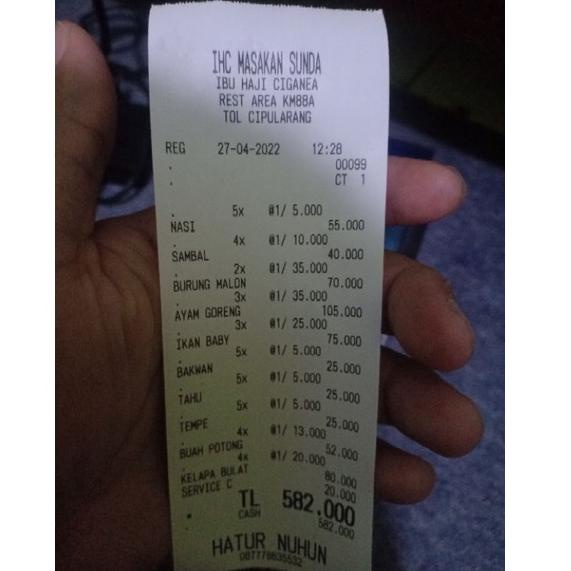 IHC MASAKAN SUNDA
IBU HAJI CIGANEA
REST AREA KM88A
TOL CIPULARANG
REG 27-04-2022 12:28
. 00099
. CT 1
. 5x @1/ 5.000
NASI 55.000
. 4x @1/ 10.000
SAMBAL 40.000
. 2x @1/ 35.000
BURUNG MALON 70.000
. 3x @1/ 35.000
AYAM GORENG 105.000
. 3x @1/ 25.000
IKAN BABY 75.000
. 5x @1/ 5.000
BAKWAN 25.000
. 5x @1/ 5.000
TAHU 25.000
. 5x @1/ 5.000
TEMPE 25.000
. 4x @1/ 13.000
BUAH POTONG 52.000
. 4x @1/ 20.000
KELAPA BULAT 80.000
SERVICE C 20.000
TL 582.000
CASH 582.000
HATUR NUHUN
087778635532